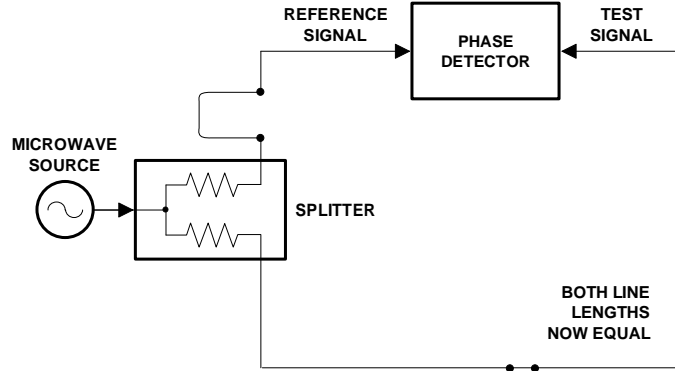 REFERENCE
SIGNAL
PHASE
DETECTOR
TEST
SIGNAL
MICROWAVE
SOURCE
SPLITTER
BOTH LINE
LENGTHS
NOW EQUAL